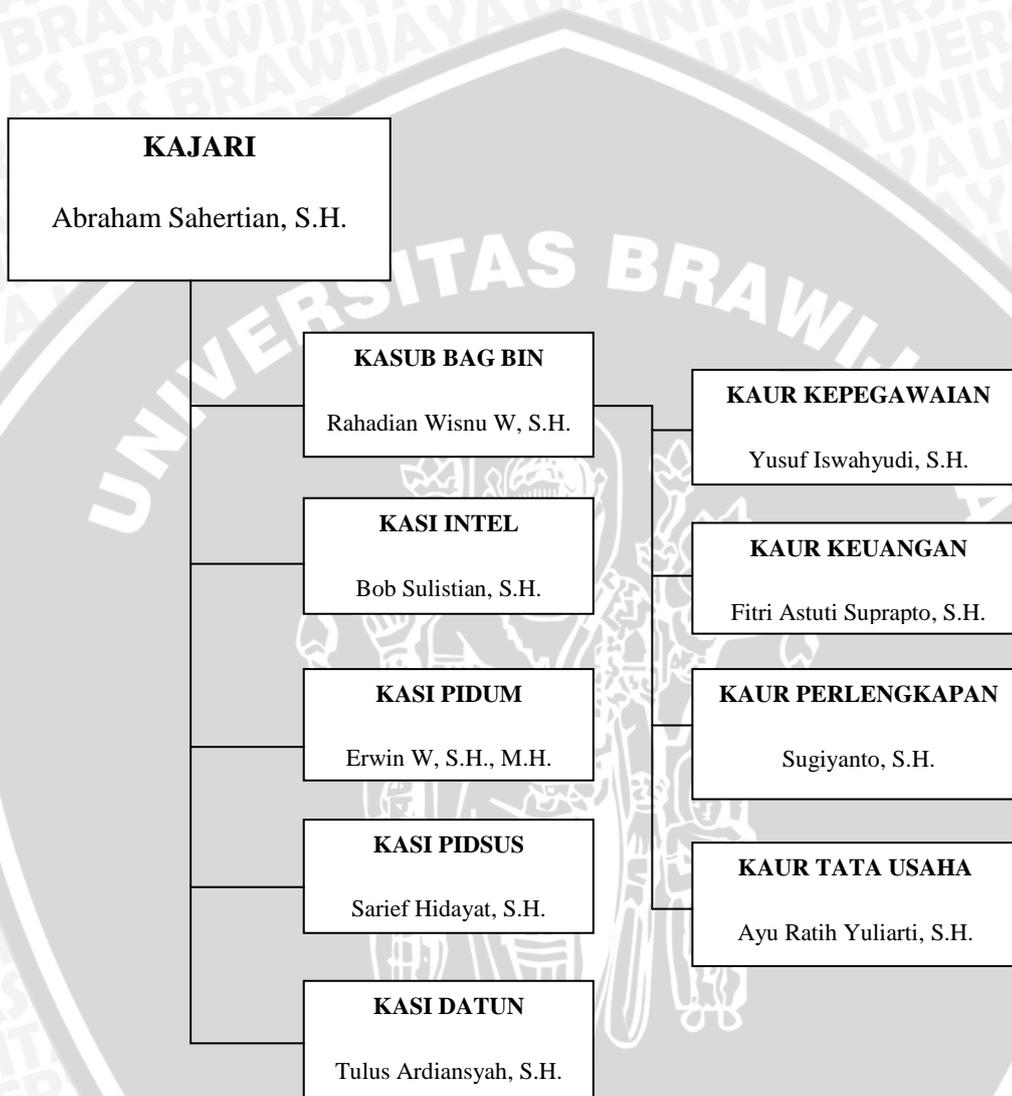 KAJARI
Abraham Sahertian, S.H.
KASUB BAG BIN
Rahadian Wisnu W, S.H.
KASI INTEL
Bob Sulistian, S.H.
KASI PIDUM
Erwin W, S.H., M.H.
KASI PIDSUS
Sarief Hidayat, S.H.
KASI DATUN
Tulus Ardiansyah, S.H.
KAUR KEPEGAWAIAN
Yusuf Iswahyudi, S.H.
KAUR KEUANGAN
Fitri Astuti Suprapto, S.H.
KAUR PERLENGKAPAN
Sugiyanto, S.H.
KAUR TATA USAHA
Ayu Ratih Yuliarti, S.H.
UNIVERSITAS BRAWIJ